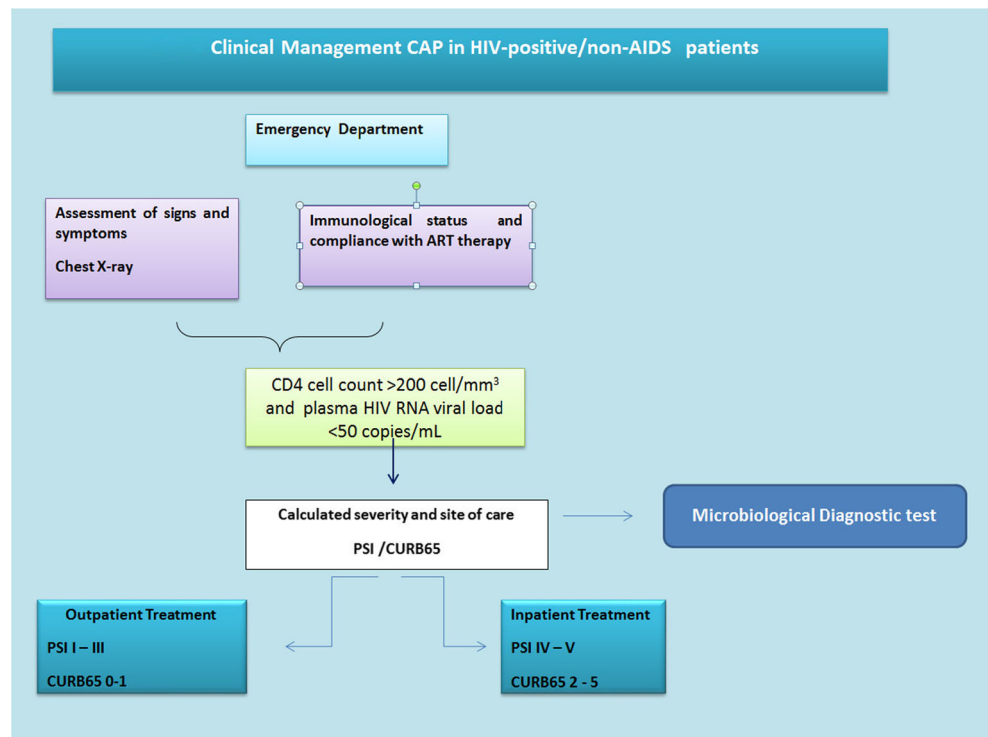 Clinical Management CAP in HIV-positive/non-AIDS patients
Emergency Department
Assessment of signs and
symptoms
Chest X-ray
Immunological status and
compliance with ART therapy
CD4 cell count >200 cell/mm³
and plasma HIV RNA viral load
<50 copies/mL
Calculated severity and site of care
PSI /CURB65
Microbiological Diagnostic test
Outpatient Treatment
PSI I – III
CURB65 0-1
Inpatient Treatment
PSI IV – V
CURB65 2 - 5